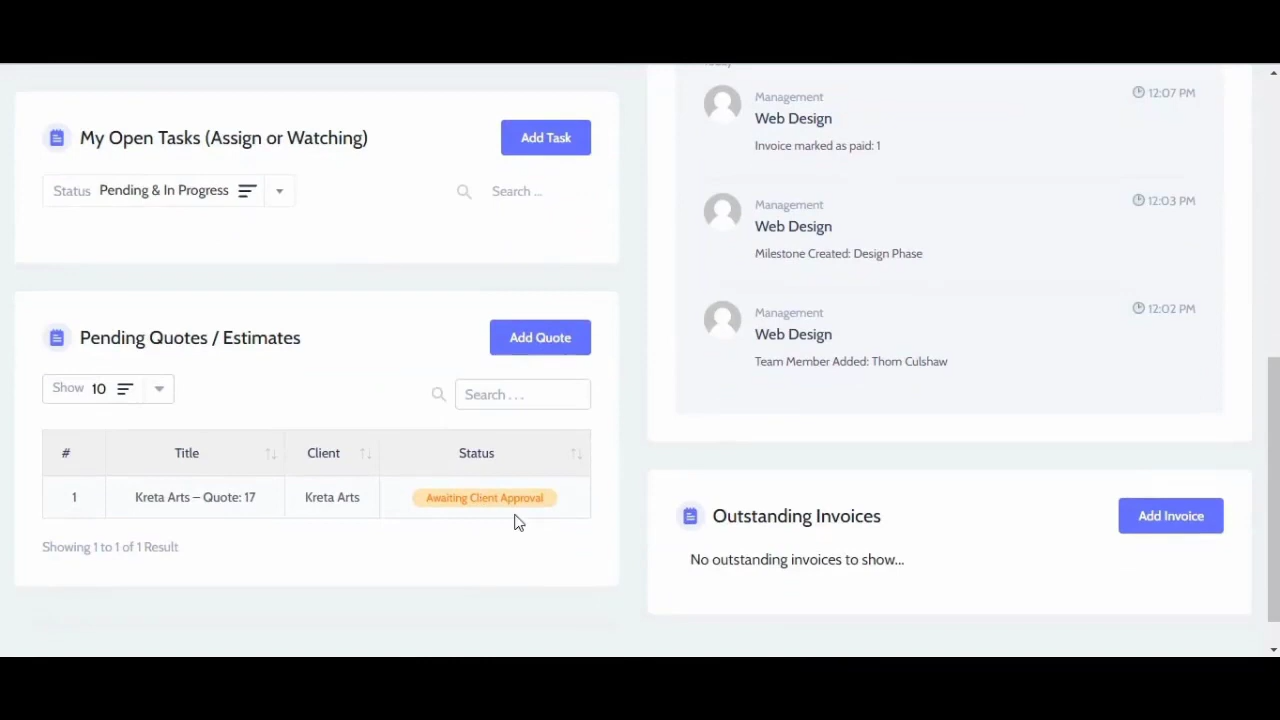 My Open Tasks (Assign or Watching)
Add Task
Status Pending & In Progress
Search ...
Pending Quotes / Estimates
Add Quote
Show 10
Search . . .
# Title Client Status
1 Kreta Arts – Quote: 17 Kreta Arts Awaiting Client Approval
Showing 1 to 1 of 1 Result
Management 12:07 PM
Web Design
Invoice marked as paid: 1
Management 12:03 PM
Web Design
Milestone Created: Design Phase
Management 12:02 PM
Web Design
Team Member Added: Thom Culshaw
Outstanding Invoices
Add Invoice
No outstanding invoices to show...